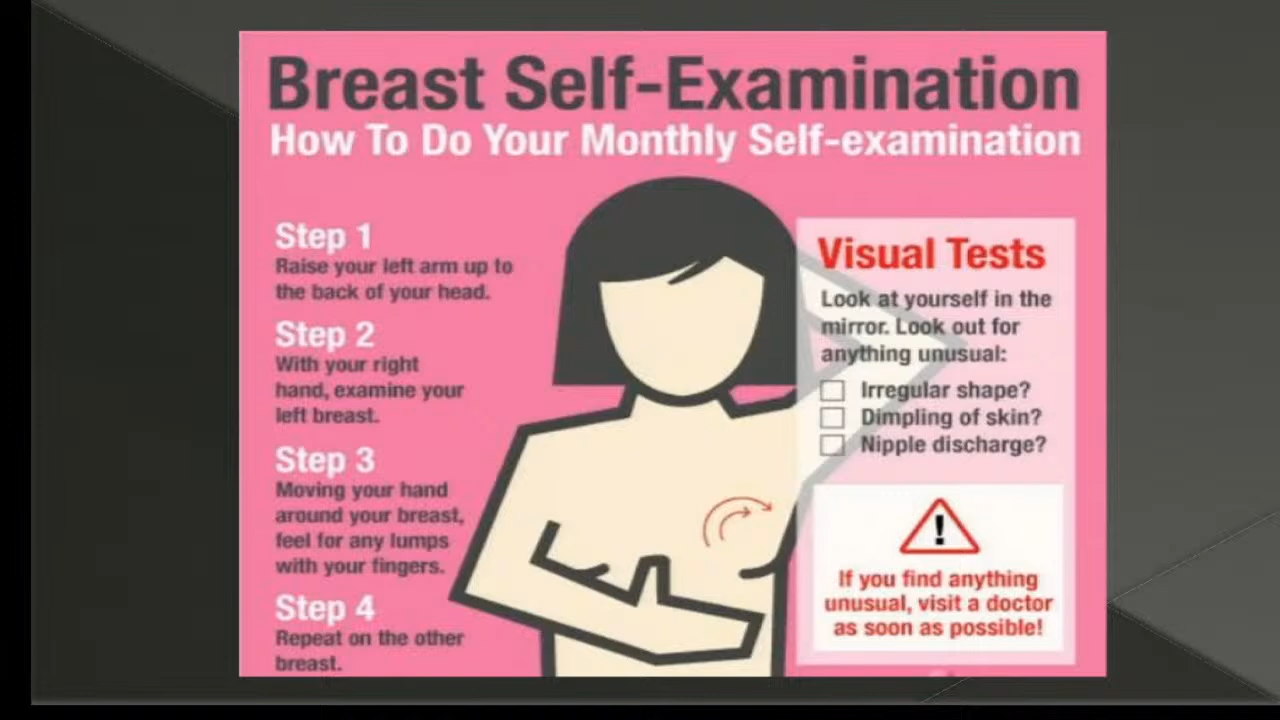 Breast Self-Examination
How To Do Your Monthly Self-examination
Step 1
Raise your left arm up to
the back of your head.
Step 2
With your right
hand, examine your
left breast.
Step 3
Moving your hand
around your breast,
feel for any lumps
with your fingers.
Step 4
Repeat on the other
breast.
Visual Tests
Look at yourself in the
mirror. Look out for
anything unusual:
Irregular shape?
Dimpling of skin?
Nipple discharge?
!
If you find anything
unusual, visit a doctor
as soon as possible!